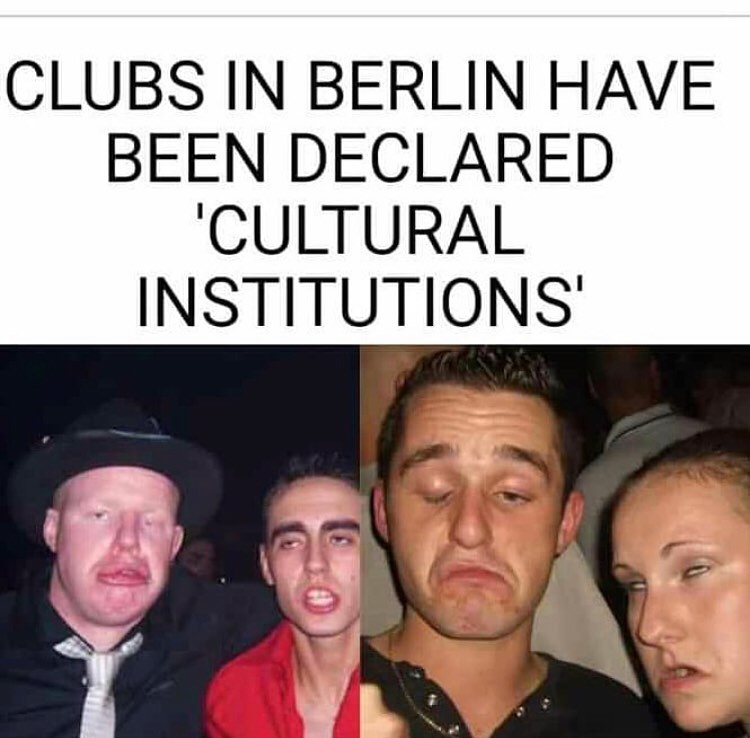 CLUBS IN BERLIN HAVE
BEEN DECLARED
'CULTURAL
INSTITUTIONS'